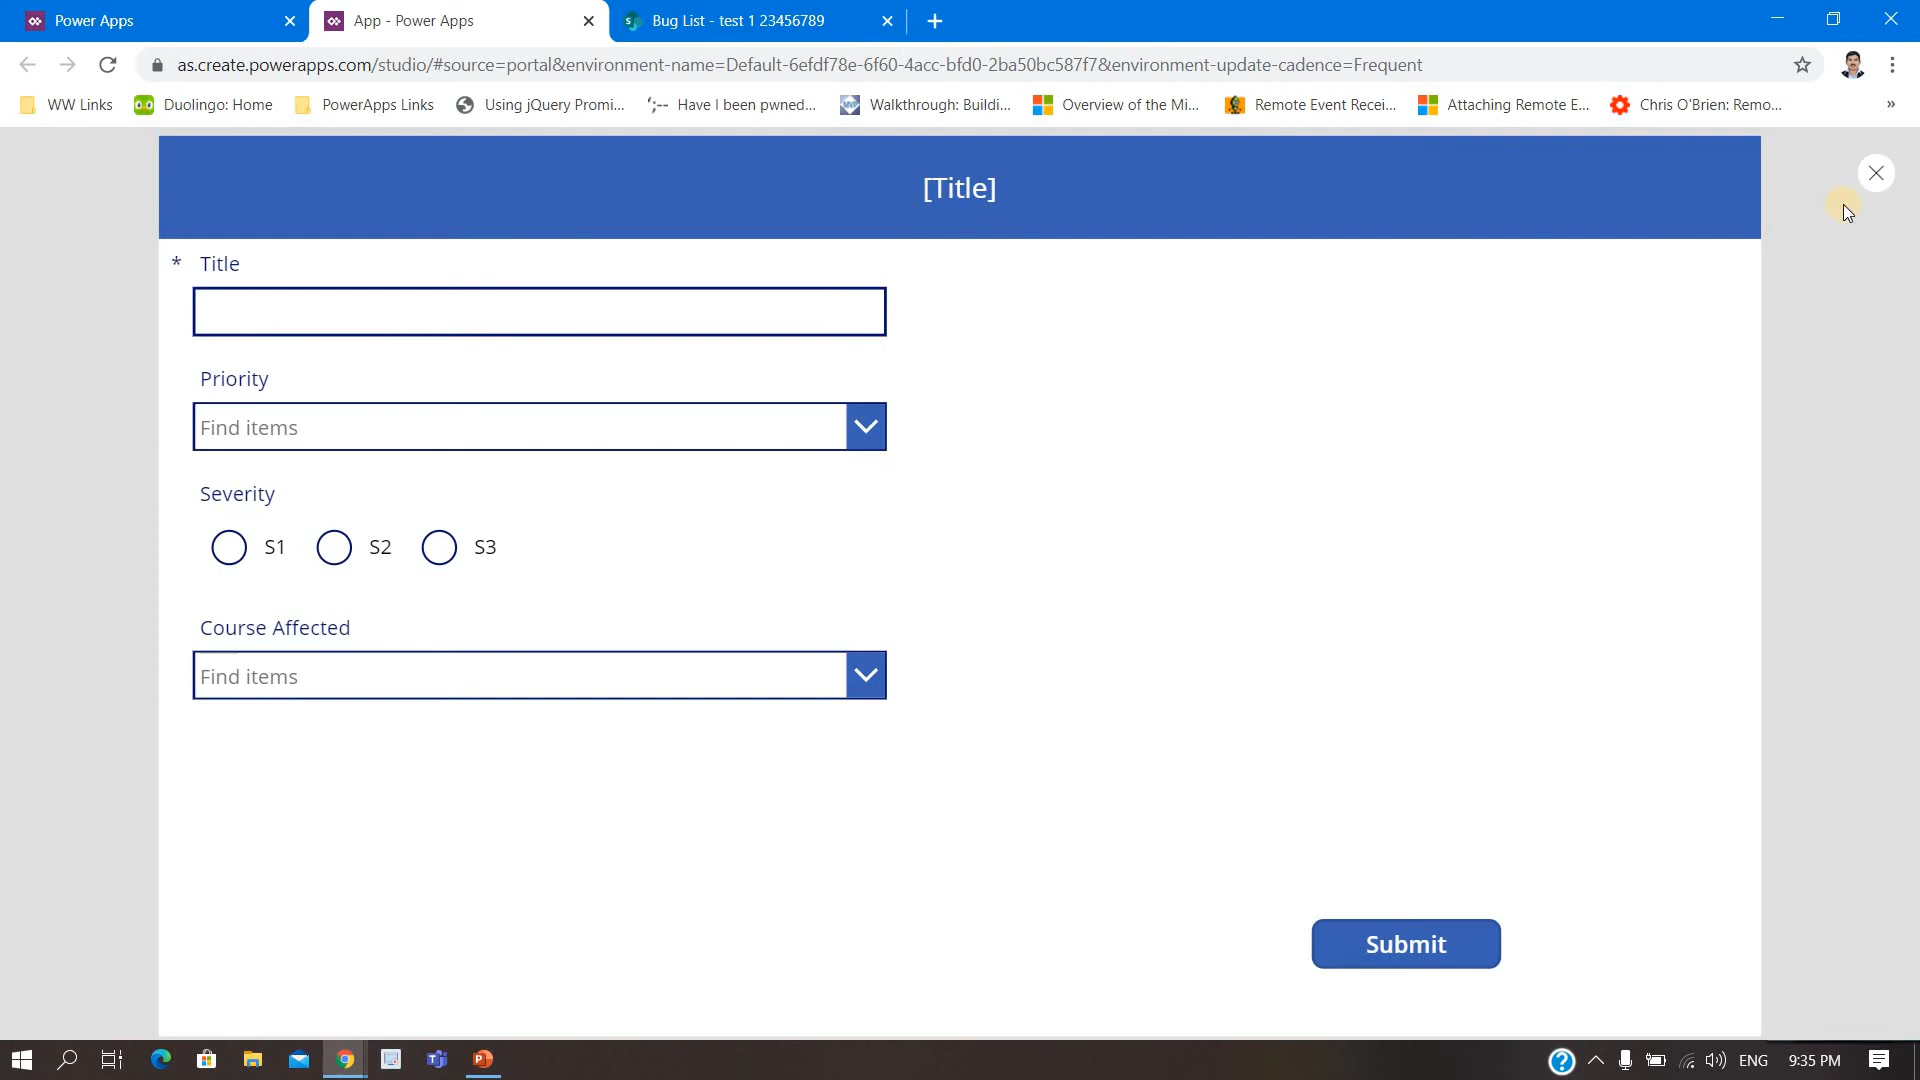 Power Apps
App - Power Apps
Bug List - test 1 23456789
as.create.powerapps.com/studio/#source=portal&environment-name=Default-6efdf78e-6f60-4acc-bfd0-2ba50bc587f7&environment-update-cadence=Frequent
WW Links
Duolingo: Home
PowerApps Links
Using jQuery Promi...
Have I been pwned...
Walkthrough: Buildi...
Overview of the Mi...
Remote Event Recei...
Attaching Remote E...
Chris O'Brien: Remo...
»
[Title]
* Title
Priority
Find items
Severity
S1 S2 S3
Course Affected
Find items
Submit
ENG
9:35 PM